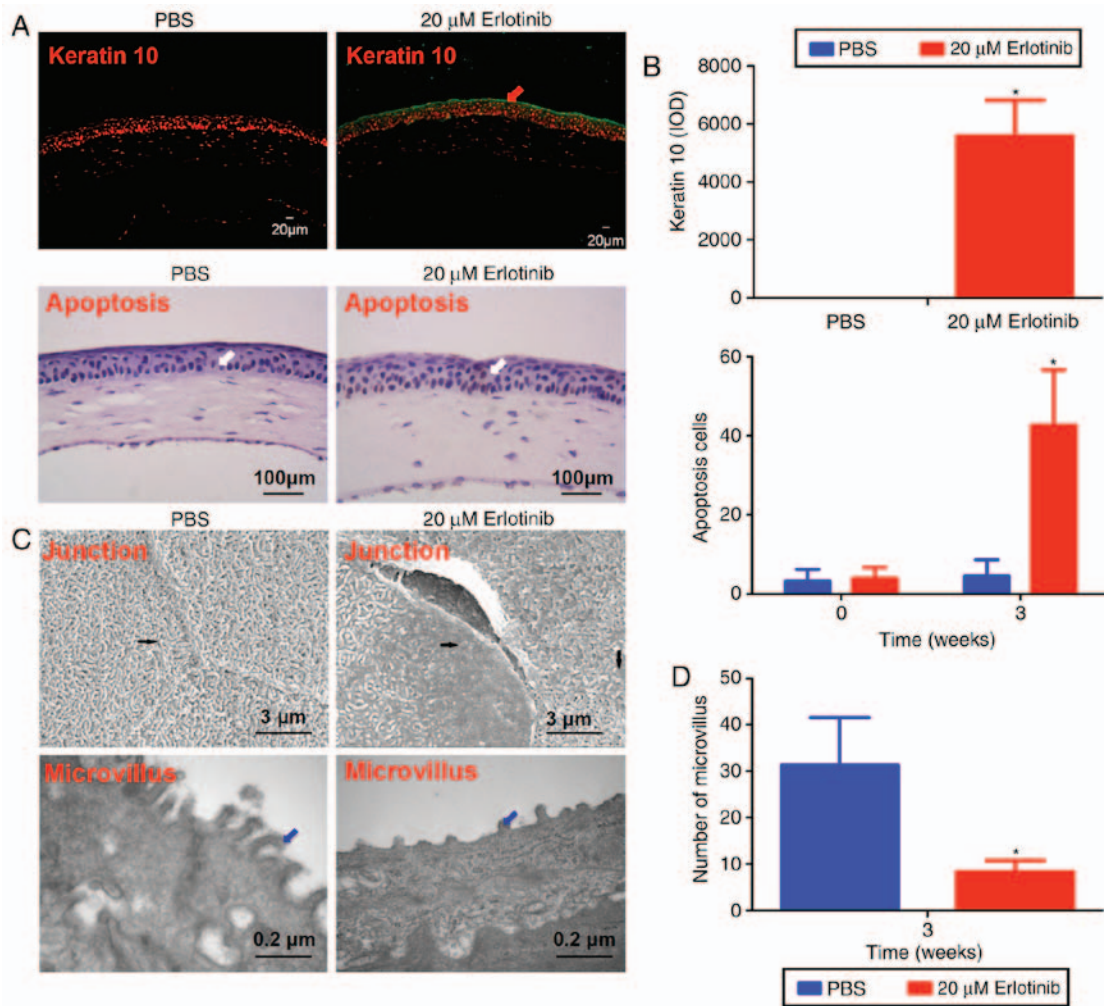 A
PBS
20 μM Erlotinib
Keratin 10
Keratin 10
20μm
20μm
PBS
20 μM Erlotinib
Apoptosis
Apoptosis
100μm
100μm
B
PBS
20 μM Erlotinib
Keratin 10 (IOD)
8000
6000
4000
2000
0
*
PBS
20 μM Erlotinib
Apoptosis cells
60
40
20
0
*
0
3
Time (weeks)
C
PBS
20 μM Erlotinib
Junction
Junction
3 μm
3 μm
Microvillus
Microvillus
0.2 μm
0.2 μm
D
Number of microvillus
50
40
30
20
10
0
*
3
Time (weeks)
PBS
20 μM Erlotinib